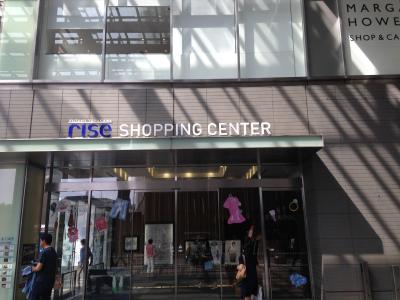 MARGA
HOWE
SHOP & CA
rise SHOPPING CENTER